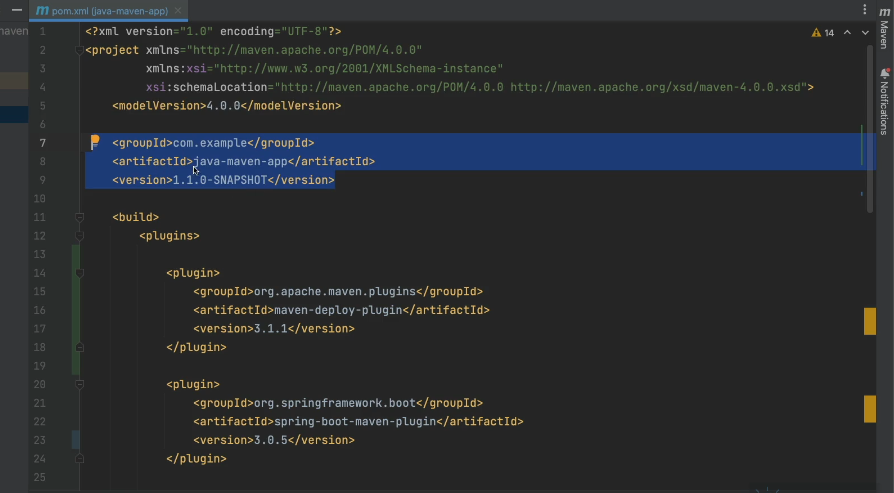 pom.xml (java-maven-app)
maven
Maven
Notifications
14
1 <?xml version="1.0" encoding="UTF-8"?>
2 <project xmlns="http://maven.apache.org/POM/4.0.0"
3 xmlns:xsi="http://www.w3.org/2001/XMLSchema-instance"
4 xsi:schemaLocation="http://maven.apache.org/POM/4.0.0 http://maven.apache.org/xsd/maven-4.0.0.xsd">
5 <modelVersion>4.0.0</modelVersion>
6
7 <groupId>com.example</groupId>
8 <artifactId>java-maven-app</artifactId>
9 <version>1.1.0-SNAPSHOT</version>
10
11 <build>
12 <plugins>
13
14 <plugin>
15 <groupId>org.apache.maven.plugins</groupId>
16 <artifactId>maven-deploy-plugin</artifactId>
17 <version>3.1.1</version>
18 </plugin>
19
20 <plugin>
21 <groupId>org.springframework.boot</groupId>
22 <artifactId>spring-boot-maven-plugin</artifactId>
23 <version>3.0.5</version>
24 </plugin>
25